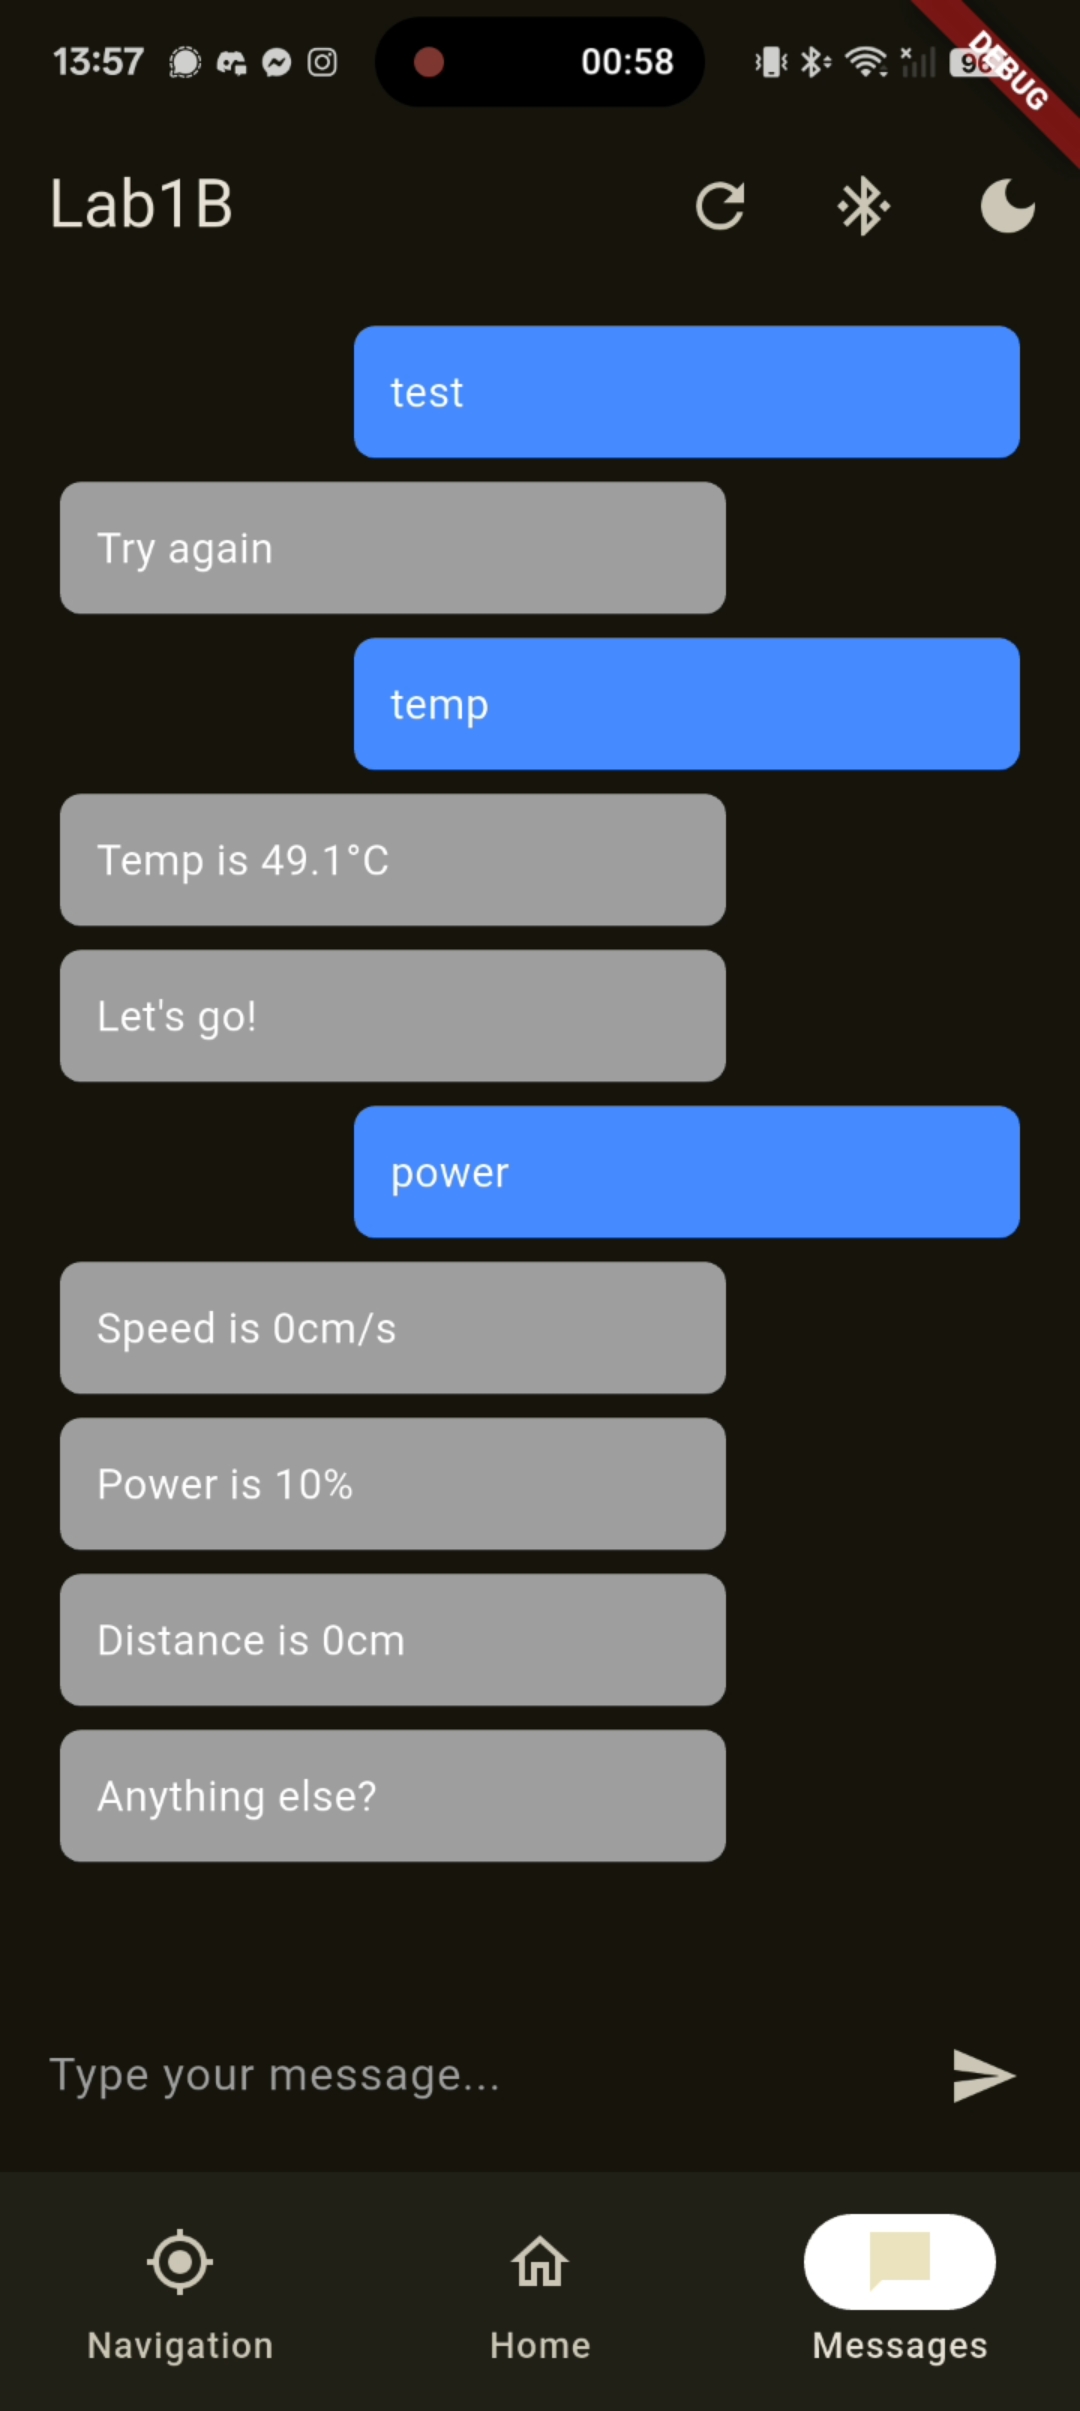 13:57
00:58
DEBUG
Lab1B
test
Try again
temp
Temp is 49.1°C
Let's go!
power
Speed is 0cm/s
Power is 10%
Distance is 0cm
Anything else?
Type your message...
Navigation
Home
Messages